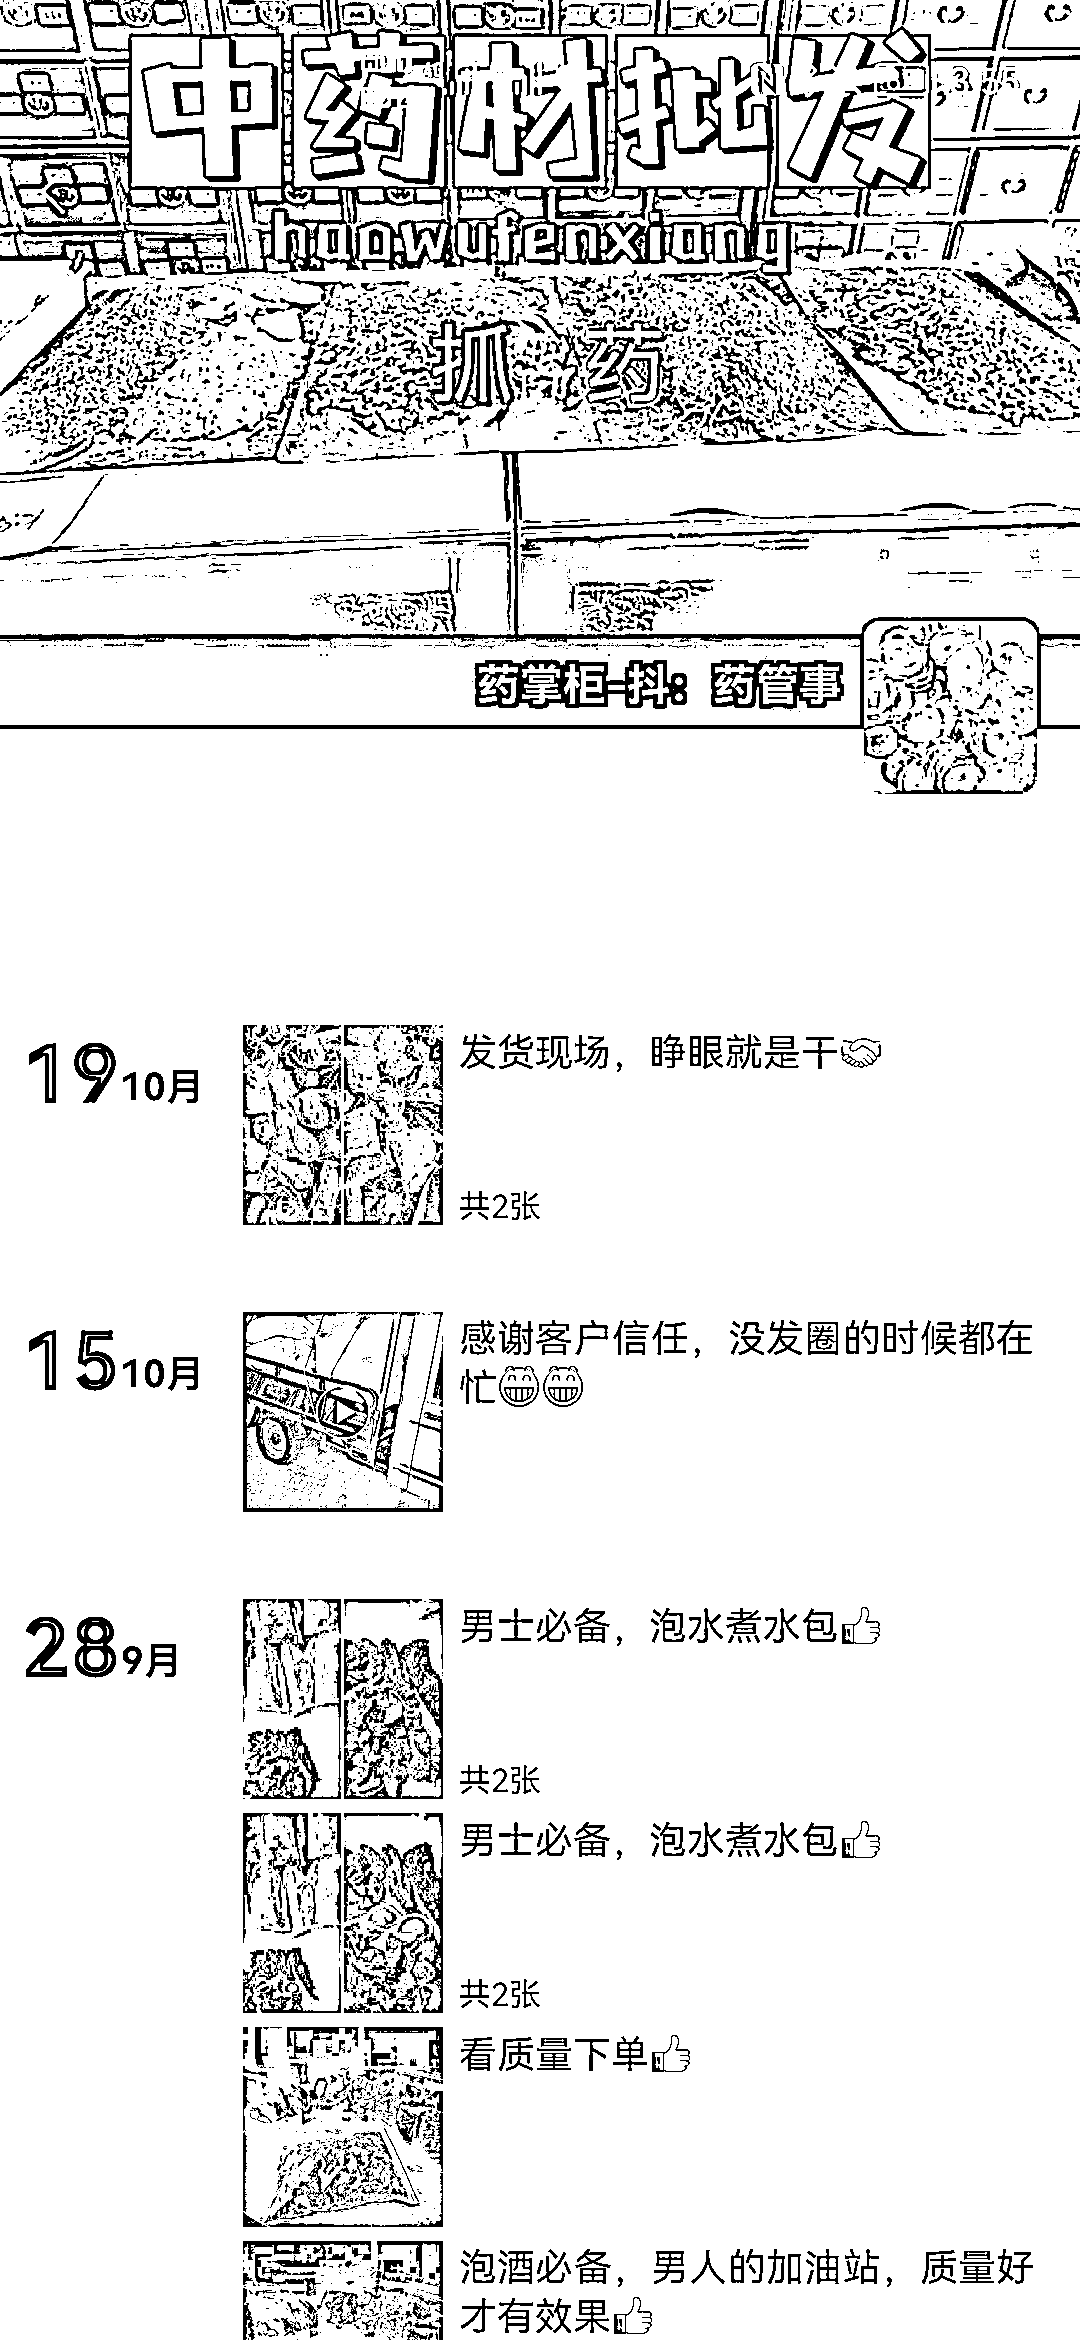 中药材批发
haowufenxiang
抓药
药掌柜-抖：药管事
19 10月
发货现场，睁眼就是干🤝
共2张
15 10月
感谢客户信任，没发圈的时候都在
忙😁😁
28 9月
男士必备，泡水煮水包👍
共2张
男士必备，泡水煮水包👍
共2张
看质量下单👍
泡酒必备，男人的加油站，质量好
才有效果👍